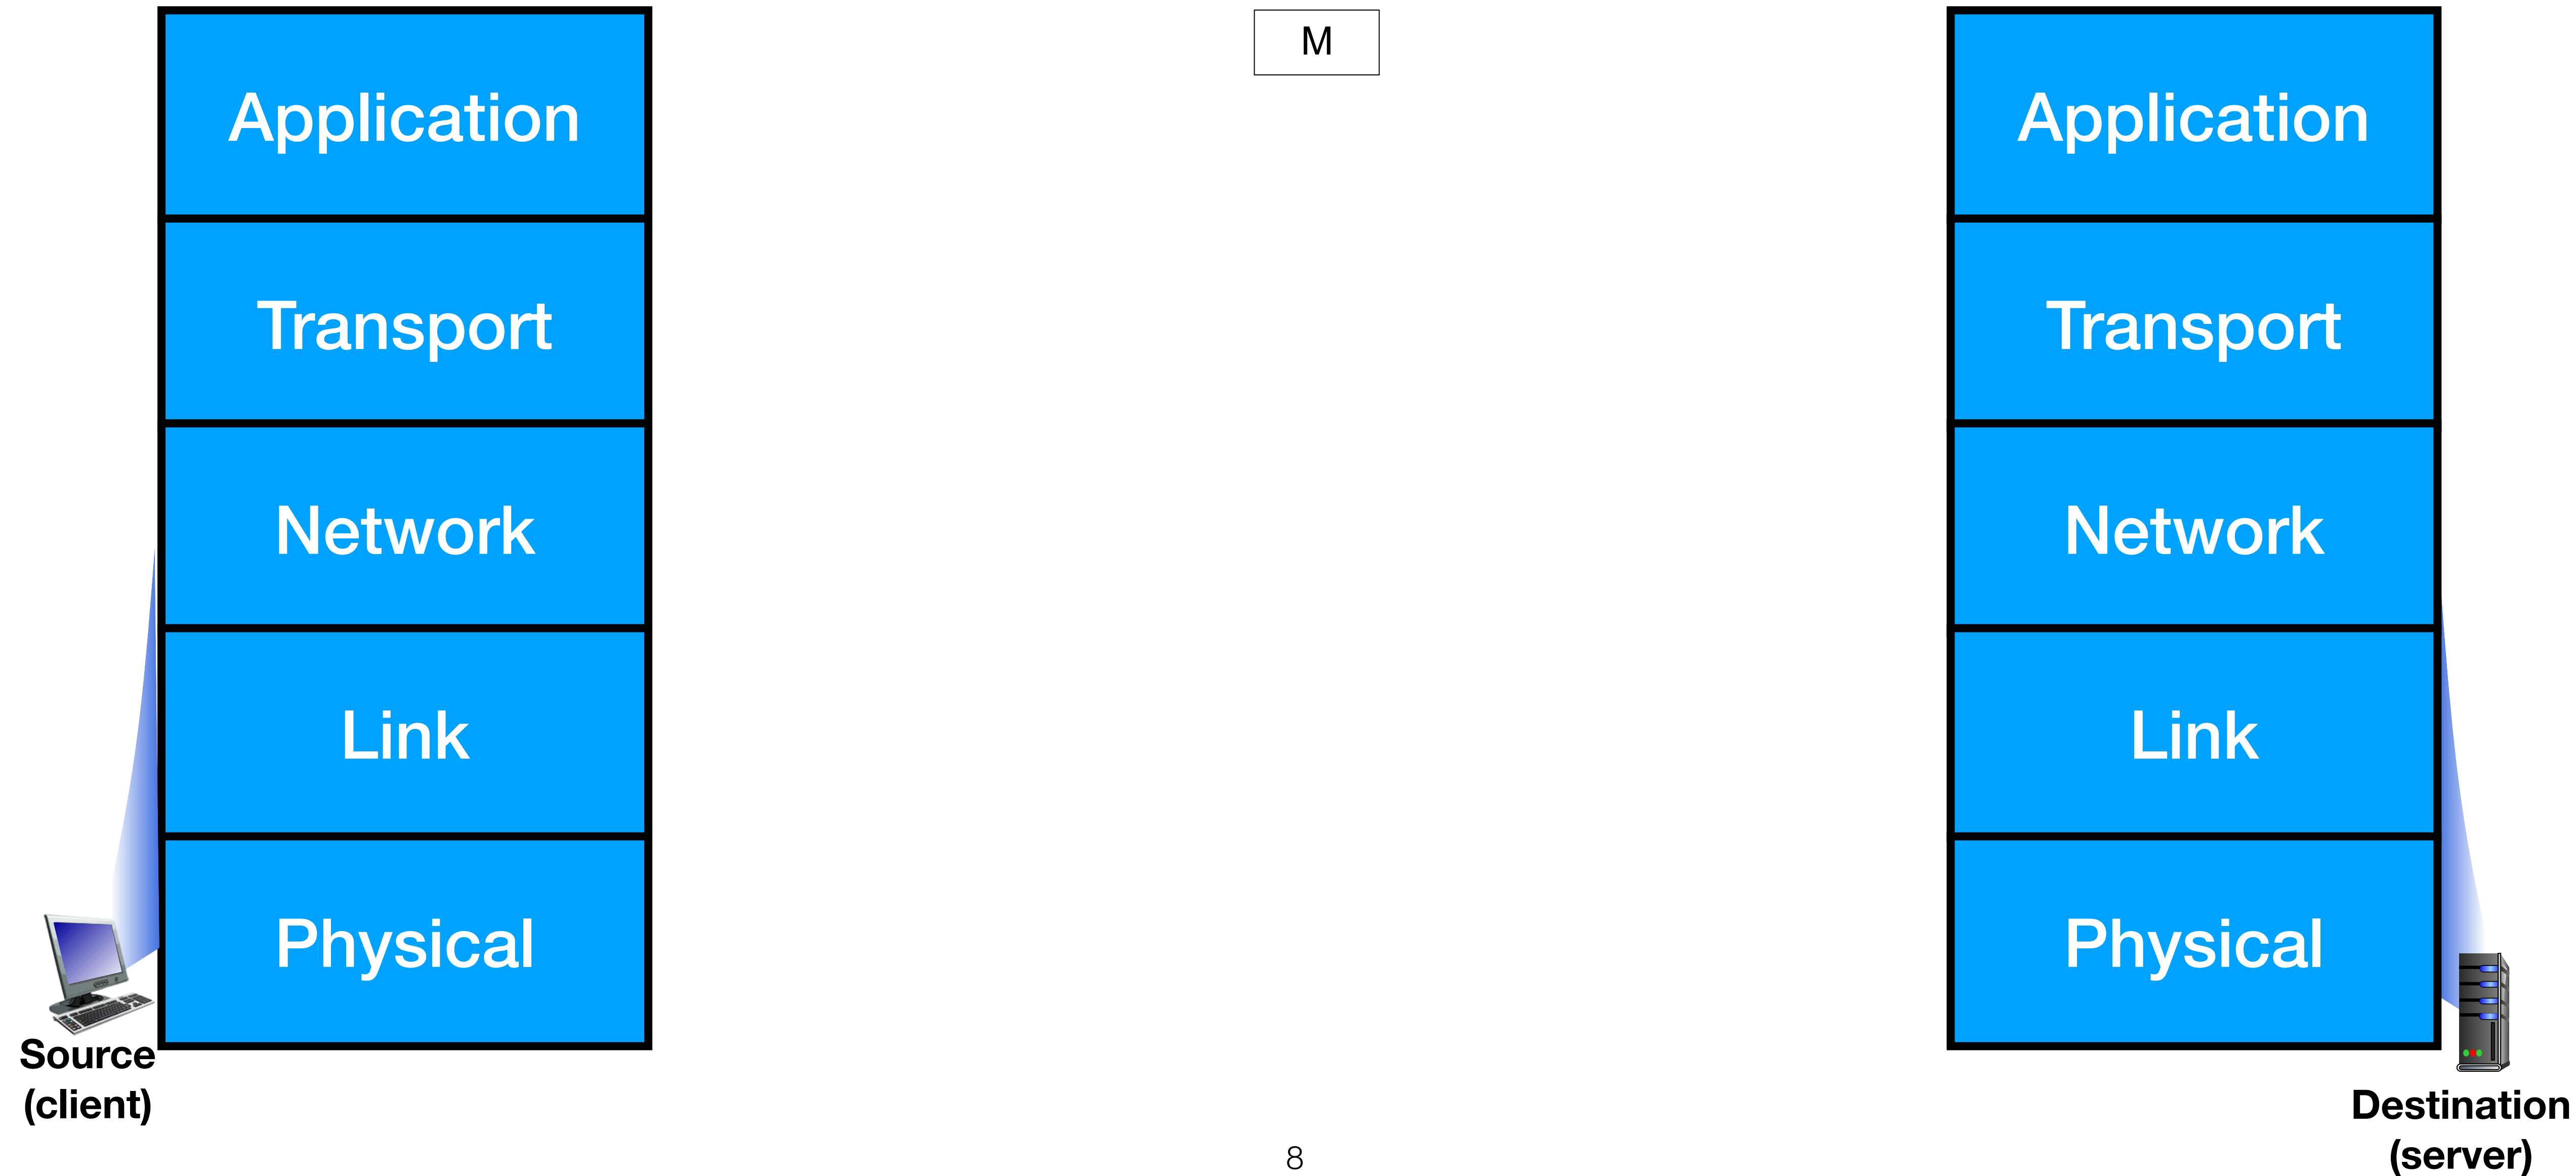 M
Application
Transport
Network
Link
Physical
Source
(client)
Application
Transport
Network
Link
Physical
Destination
(server)
8